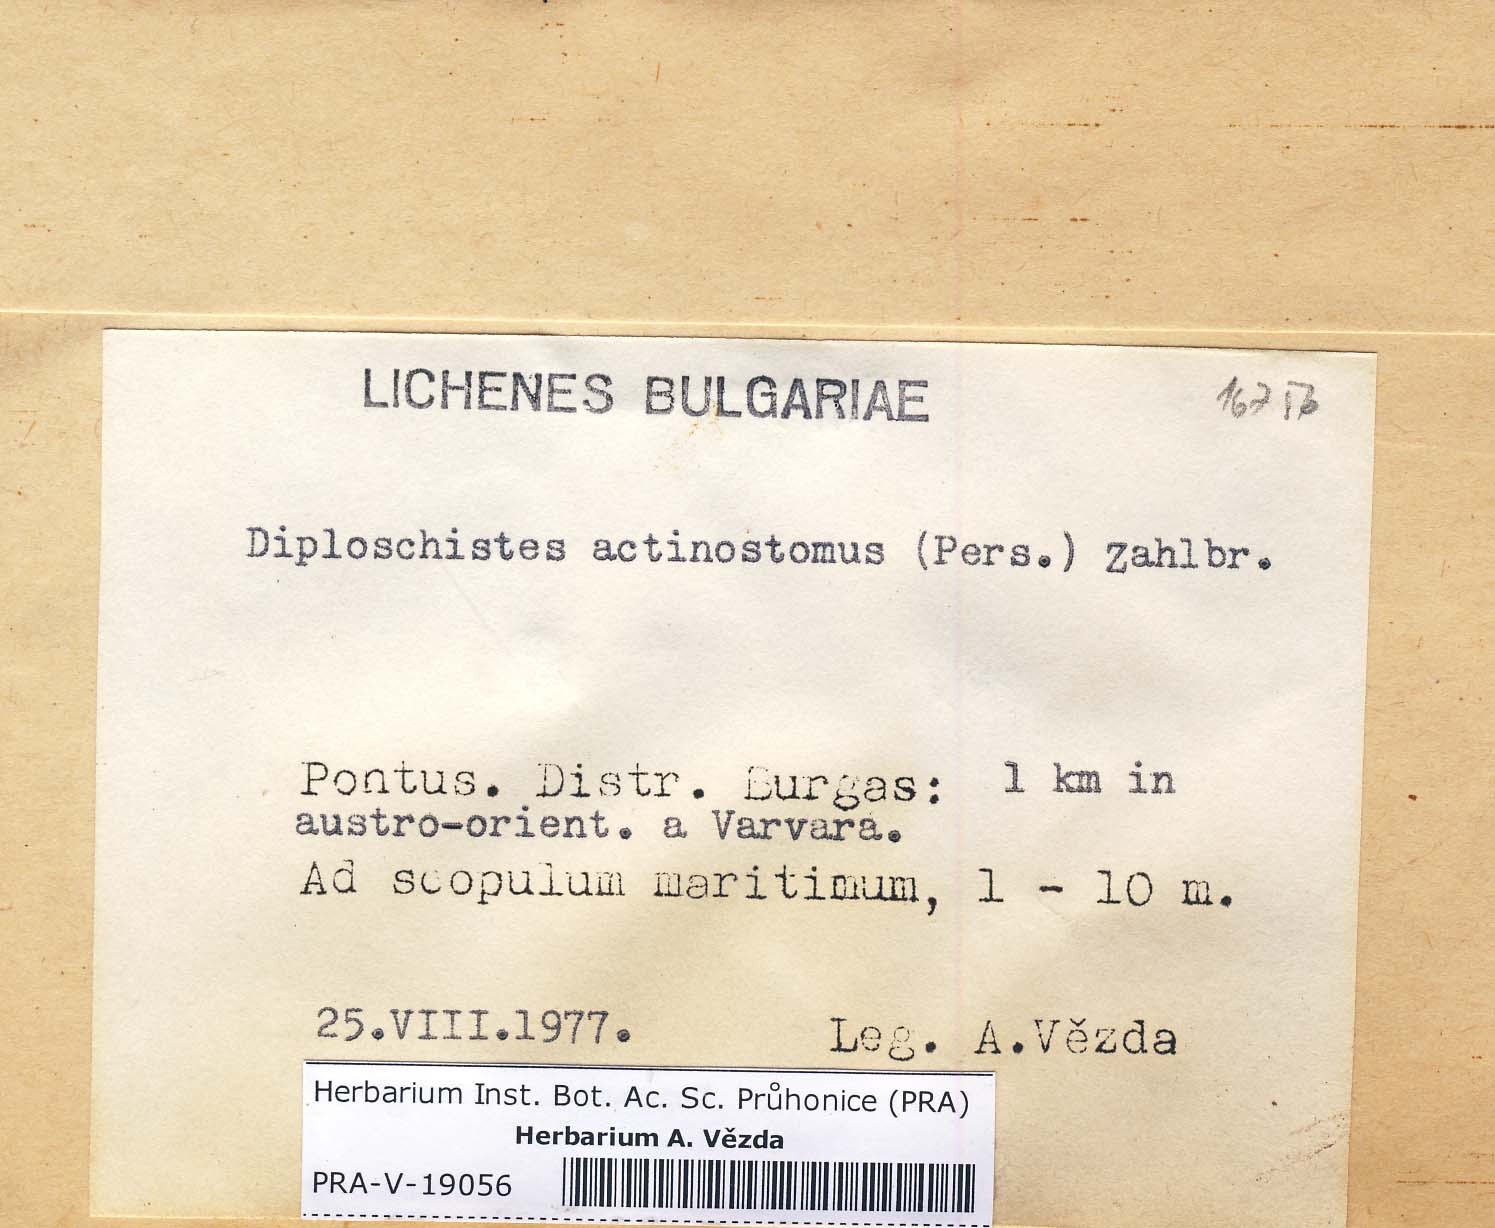 LICHENES BULGARIAE
Diploschistes actinostomus (Pers.) Zahlbr.
Pontus. Distr. Burgas: 1 km in
austro-orient. a Varvara.
Ad scopulum maritimum, 1 - 10 m.
25.VIII.1977. Leg. A.Vězda
Herbarium Inst. Bot. Ac. Sc. Průhonice (PRA)
Herbarium A. Vězda
PRA-V-19056